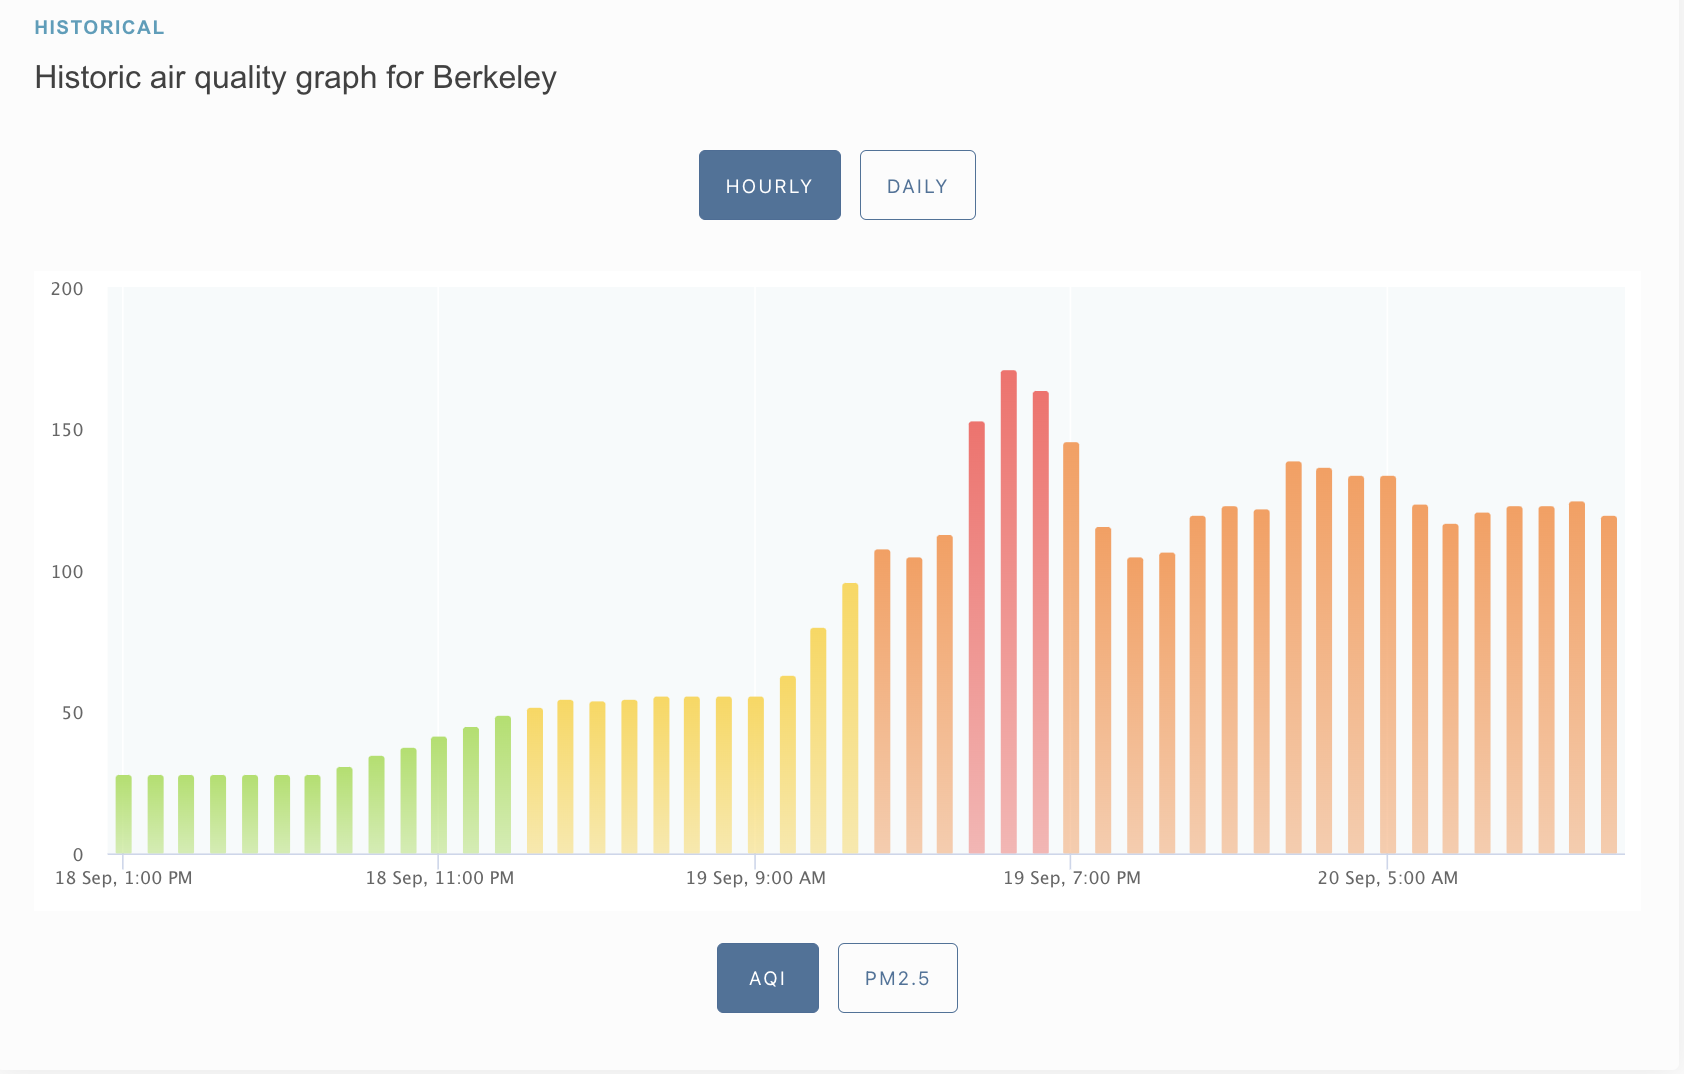 HISTORICAL
Historic air quality graph for Berkeley
HOURLY DAILY
200
150
100
50
0
18 Sep, 1:00 PM 18 Sep, 11:00 PM 19 Sep, 9:00 AM 19 Sep, 7:00 PM 20 Sep, 5:00 AM
AQI PM2.5